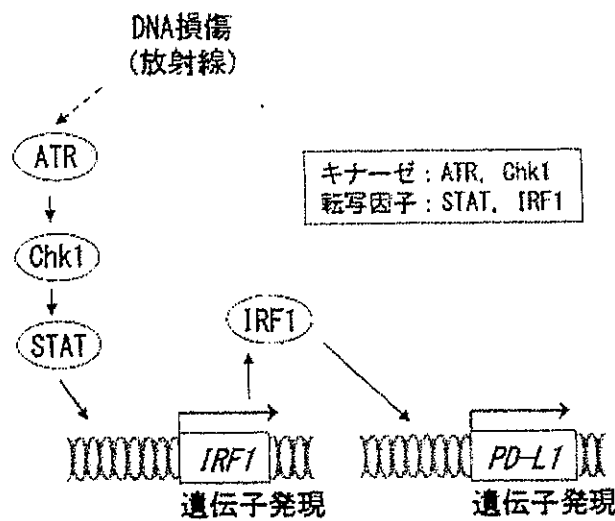 DNA損傷
(放射線)
ATR
キナーゼ:ATR, Chk1
転写因子:STAT, IRF1
Chk1
IRF1
STAT
IRF1
PD-L1
遺伝子発現
遺伝子発現